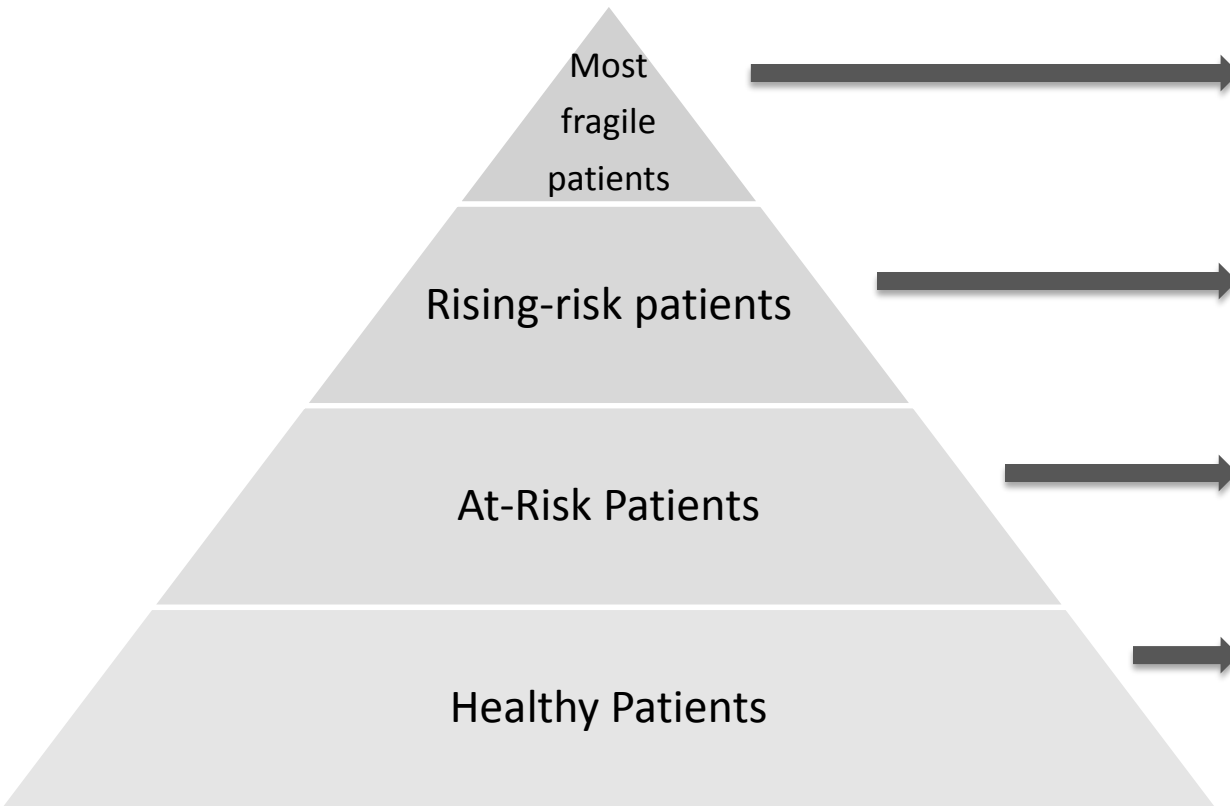 Most
fragile
patients
Rising-risk patients
At-Risk Patients
Healthy Patients